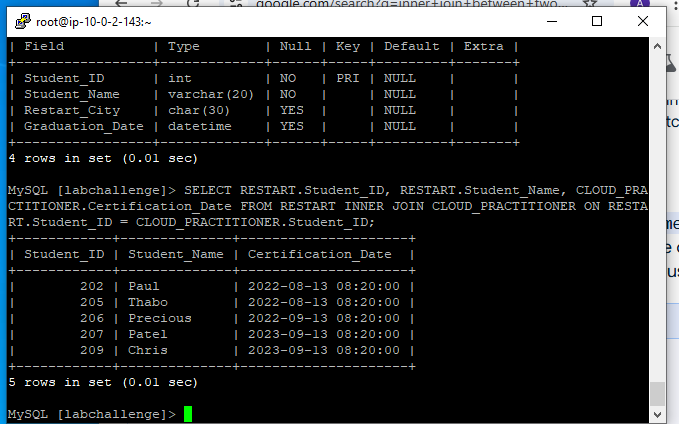 google.com/search?q=inner+join+between+two...
root@ip-10-0-2-143:~
| Field | Type | Null | Key | Default | Extra |
+-----------------+-------------+------+-----+---------+-------+
| Student_ID | int | NO | PRI | NULL | |
| Student_Name | varchar(20) | NO | | NULL | |
| Restart_City | char(30) | YES | | NULL | |
| Graduation_Date | datetime | YES | | NULL | |
+-----------------+-------------+------+-----+---------+-------+
4 rows in set (0.01 sec)
MySQL [labchallenge]> SELECT RESTART.Student_ID, RESTART.Student_Name, CLOUD_PRA
CTITIONER.Certification_Date FROM RESTART INNER JOIN CLOUD_PRACTITIONER ON RESTA
RT.Student_ID = CLOUD_PRACTITIONER.Student_ID;
+------------+--------------+---------------------+
| Student_ID | Student_Name | Certification_Date |
+------------+--------------+---------------------+
| 202 | Paul | 2022-08-13 08:20:00 |
| 205 | Thabo | 2022-08-13 08:20:00 |
| 206 | Precious | 2022-09-13 08:20:00 |
| 207 | Patel | 2023-09-13 08:20:00 |
| 209 | Chris | 2023-09-13 08:20:00 |
+------------+--------------+---------------------+
5 rows in set (0.01 sec)
MySQL [labchallenge]>